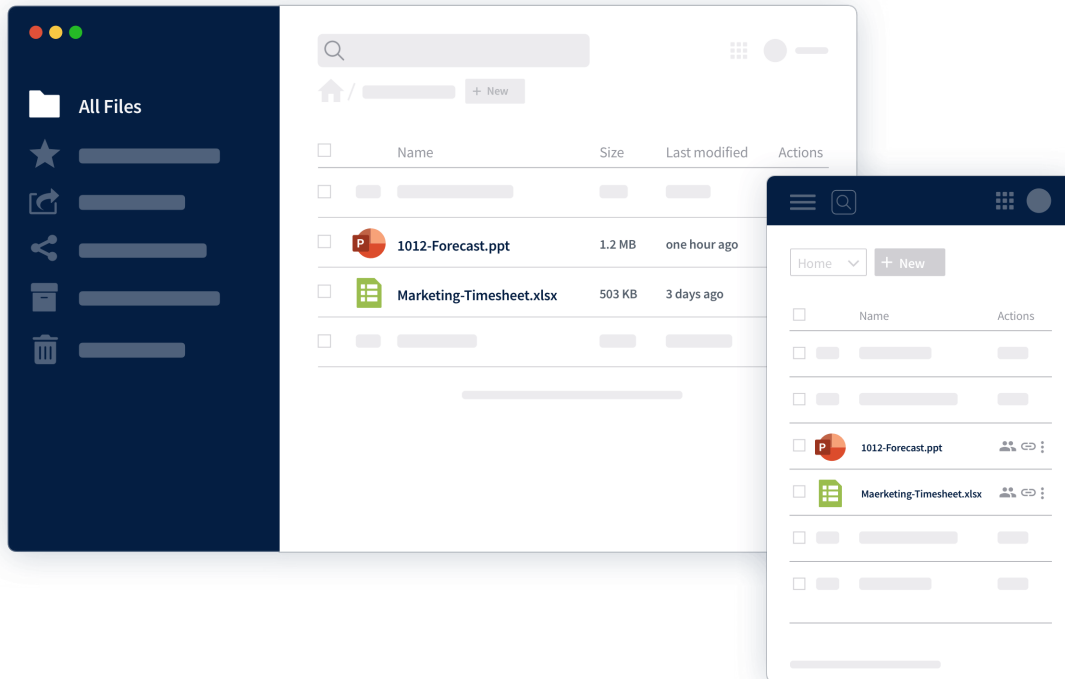 All Files
/
+ New
Name Size Last modified Actions
P 1012-Forecast.ppt 1.2 MB one hour ago
Marketing-Timesheet.xlsx 503 KB 3 days ago
Home + New
Name Actions
P 1012-Forecast.ppt
Maerketing-Timesheet.xlsx